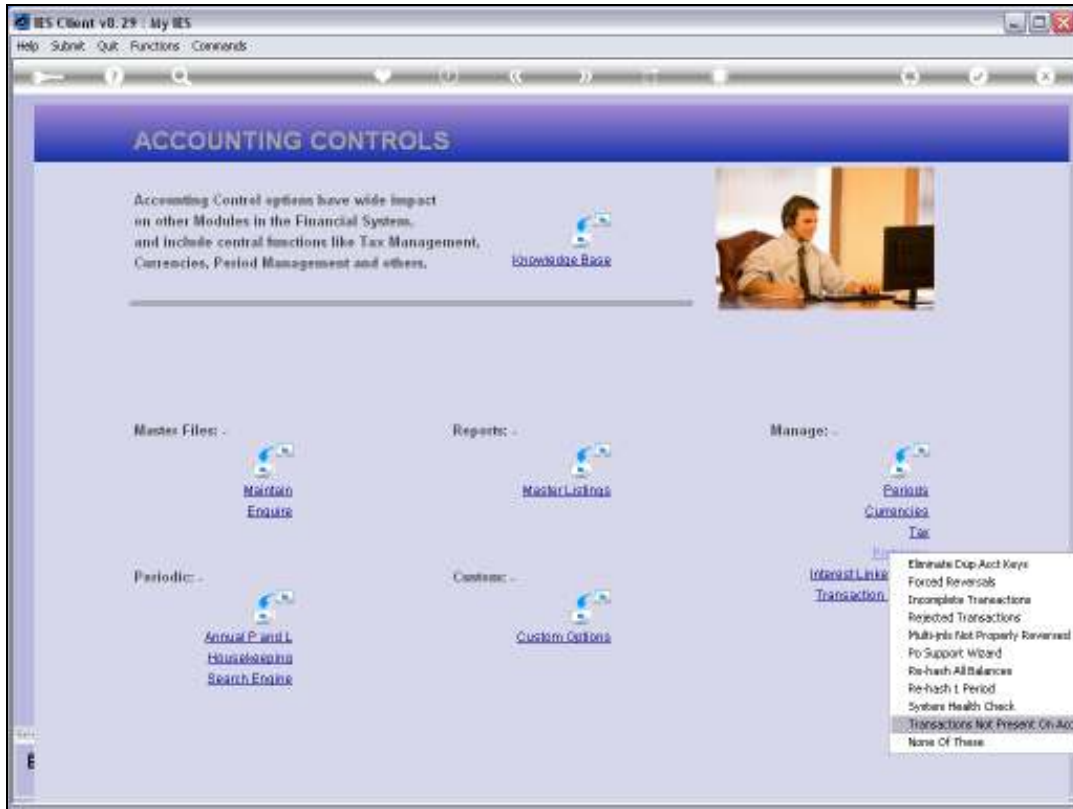 IES Client v8.29 : My IES
Help Submit Quit Functions Commands
ACCOUNTING CONTROLS
Accounting Control options have wide impact
on other Modules in the Financial System,
and include central functions like Tax Management,
Currencies, Period Management and others.
Knowledge Base
Master Files: -
Reports: -
Manage: -
Maintain
Enquire
Master Listings
Periods
Currencies
Tax
Interest Linke
Transaction
Periodic: -
Custom: -
Annual P and L
Housekeeping
Search Engine
Custom Options
Eliminate Dup Acct Keys
Forced Reversals
Incomplete Transactions
Rejected Transactions
Multi-jnls Not Properly Reversed
Po Support Wizard
Re-hash All Balances
Re-hash 1 Period
System Health Check
Transactions Not Present On Acc
None Of These